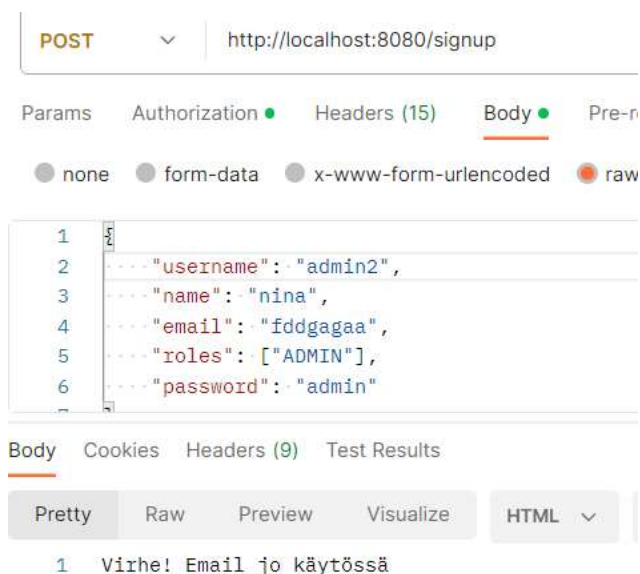 POST http://localhost:8080/signup
Params Authorization Headers (15) Body
none form-data x-www-form-urlencoded raw
1 {
2 "username": "admin2",
3 "name": "nina",
4 "email": "fddgagaa",
5 "roles": ["ADMIN"],
6 "password": "admin"
Body Cookies Headers (9) Test Results
Pretty Raw Preview Visualize HTML
1 Virhe! Email jo käytössä